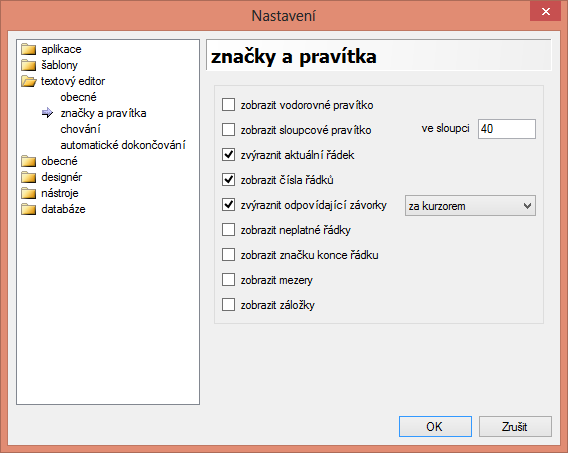 Nastavení
aplikace
šablony
textový editor
obecné
značky a pravítka
chování
automatické dokončování
obecné
designér
nástroje
databáze
značky a pravítka
zobrazit vodorovné pravítko
zobrazit sloupcové pravítko ve sloupci 40
zvýraznit aktuální řádek
zobrazit čísla řádků
zvýraznit odpovídající závorky za kurzorem
zobrazit neplatné řádky
zobrazit značku konce řádku
zobrazit mezery
zobrazit záložky
OK Zrušit